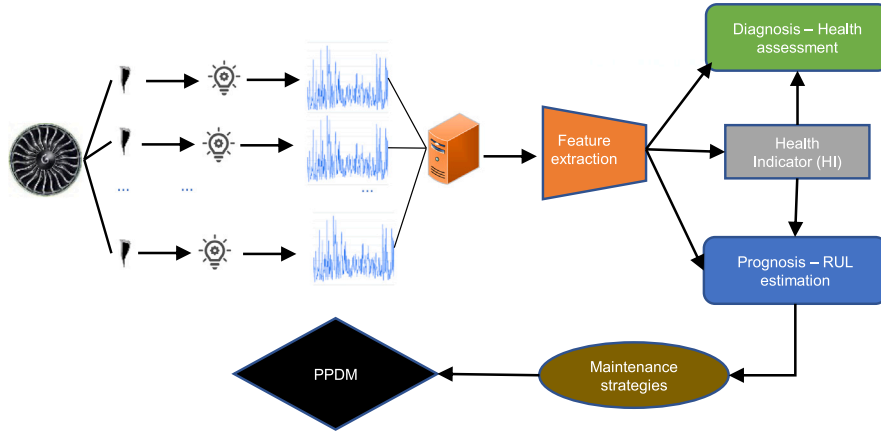 Diagnosis – Health
assessment
Feature
extraction
Health
Indicator (HI)
...
...
...
Prognosis – RUL
estimation
PPDM
Maintenance
strategies